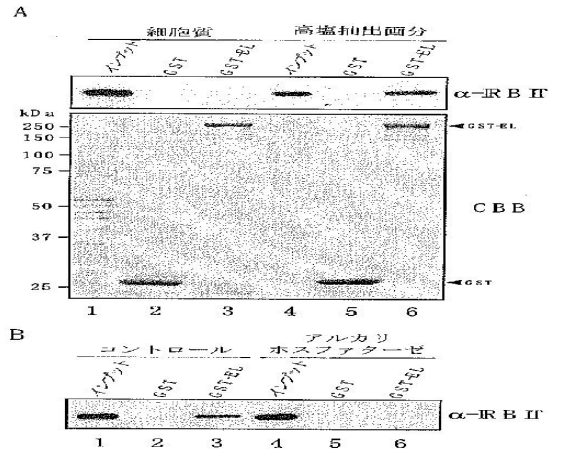 A
細胞質 高塩抽出画分
インプット GST GST-EL インプット GST GST-EL
α-IRBIT
kDa
250
GST-EL
150
100
75
50
CBB
37
25
GST
1 2 3 4 5 6
B
コントロール アルカリホスファターゼ
インプット GST GST-EL インプット GST GST-EL
α-IRBIT
1 2 3 4 5 6